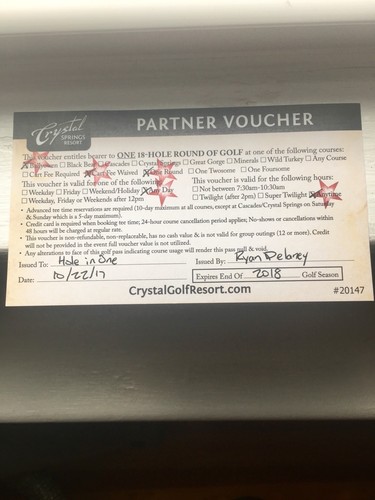 Crystal
SPRINGS
RESORT
PARTNER VOUCHER
This voucher entitles bearer to ONE 18-HOLE ROUND OF GOLF at one of the following courses:
☒ Ballyowen ☐ Black Bear ☐ Cascades ☐ Crystal Springs ☐ Great Gorge ☐ Minerals ☐ Wild Turkey ☐ Any Course
☐ Cart Fee Required ☒ Cart Fee Waived ☒ One Round ☐ One Twosome ☐ One Foursome
This voucher is valid for one of the following:
☐ Weekday ☐ Friday ☐ Weekend/Holiday ☒ Any Day
☐ Weekday, Friday or Weekends after 12pm
This voucher is valid for the following hours:
☐ Not between 7:30am-10:30am
☐ Twilight (after 2pm) ☐ Super Twilight ☒ Anytime
• Advanced tee time reservations are required (10-day maximum at all courses, except at Cascades/Crystal Springs on Saturday
& Sunday which is a 5-day maximum).
• Credit card is required when booking tee time; 24-hour course cancellation period applies; No-shows or cancellations within
48 hours will be charged at regular rate.
• This voucher is non-refundable, non-replaceable, has no cash value & is not valid for group outings (12 or more). Credit
will not be provided in the event full voucher value is not utilized.
• Any alterations to face of this golf pass indicating course usage will render this pass null & void.
Issued To: Hole in One Issued By: Ryan Delaney
Date: 10/22/17 Expires End Of 2018 Golf Season
CrystalGolfResort.com #20147